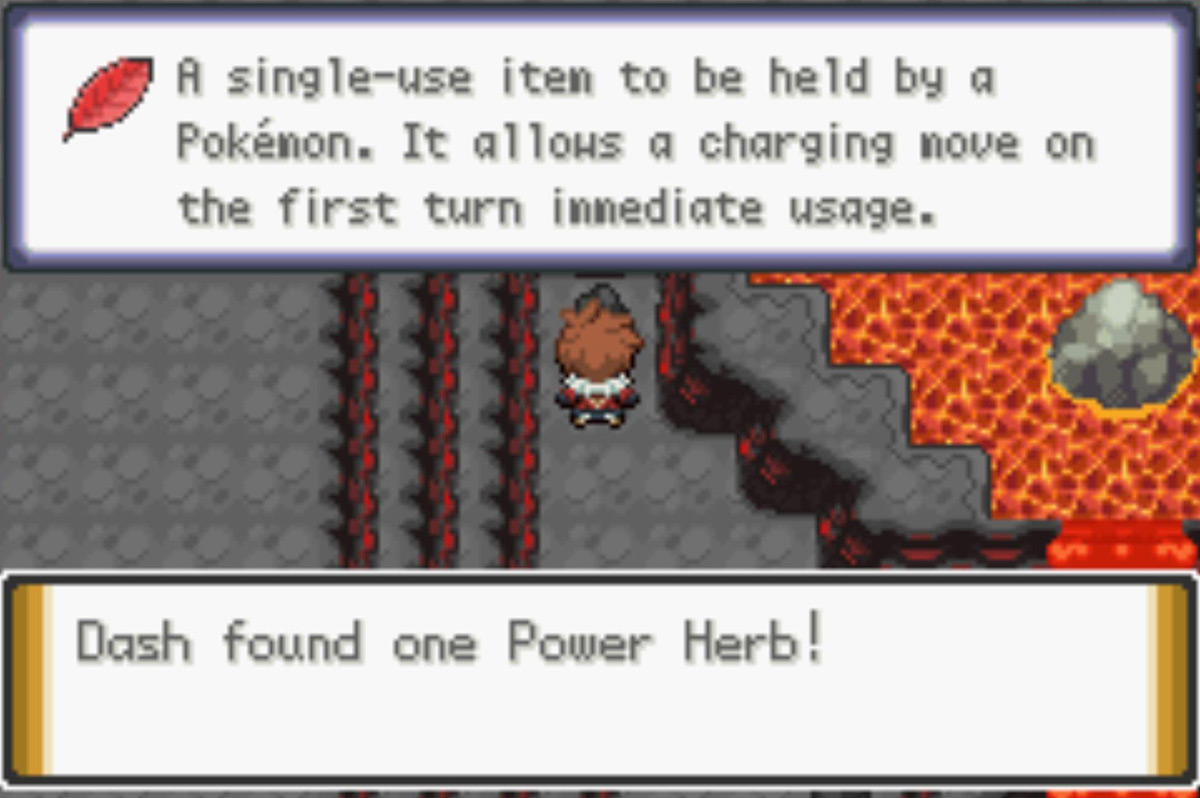 A single-use item to be held by a
Pokémon. It allows a charging move on
the first turn immediate usage.
Dash found one Power Herb!